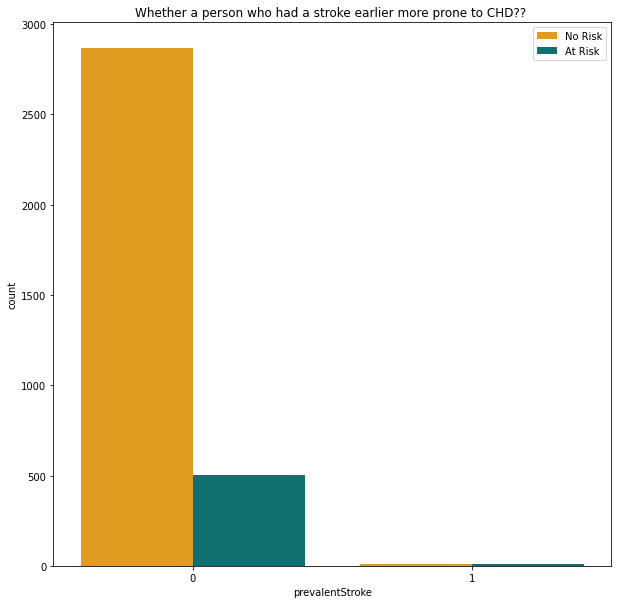 Whether a person who had a stroke earlier more prone to CHD??
No Risk
At Risk
3000
2500
2000
1500
1000
500
0
count
0
1
prevalentStroke